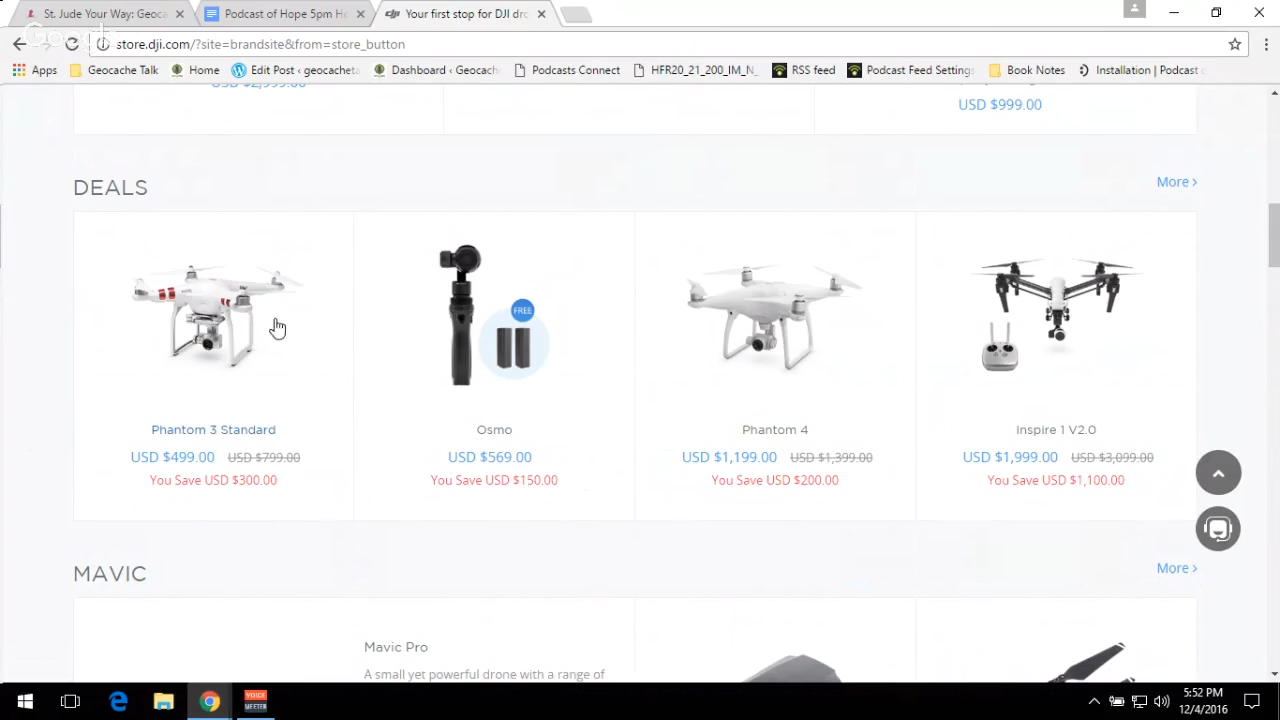 St. Jude Your Way: Geoca
Podcast of Hope 5pm H
Your first stop for DJI dro
Google
store.dji.com/?site=brandsite&from=store_button
Apps
Geocache Talk
Home
Edit Post ‹ geocacheta
Dashboard ‹ Geocach
Podcasts Connect
HFR20_21_200_IM_N_
RSS feed
Podcast Feed Settings
Book Notes
Installation | Podcast c
USD $2,999.00
USD $999.00
DEALS
More >
FREE
Phantom 3 Standard
USD $499.00 USD $799.00
You Save USD $300.00
Osmo
USD $569.00
You Save USD $150.00
Phantom 4
USD $1,199.00 USD $1,399.00
You Save USD $200.00
Inspire 1 V2.0
USD $1,999.00 USD $3,099.00
You Save USD $1,100.00
MAVIC
More >
Mavic Pro
A small yet powerful drone with a range of
VOICE
MEETER
5:52 PM
12/4/2016